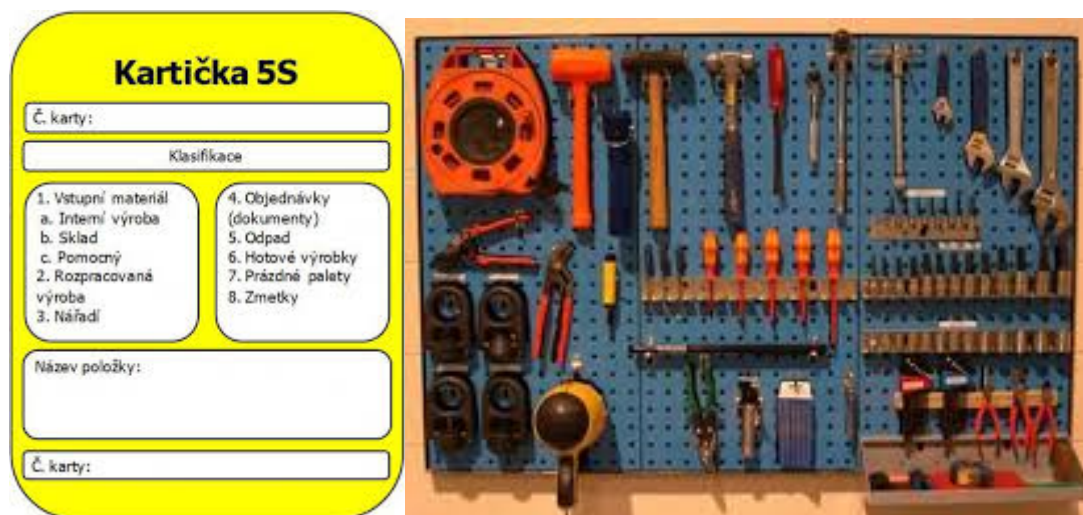 Kartička 5S
Č. karty:
Klasifikace
1. Vstupní materiál
a. Interní výroba
b. Sklad
c. Pomocný
2. Rozpracovaná
výroba
3. Nářadí
4. Objednávky
(dokumenty)
5. Odpad
6. Hotové výrobky
7. Prázdné palety
8. Zmetky
Název položky:
Č. karty: